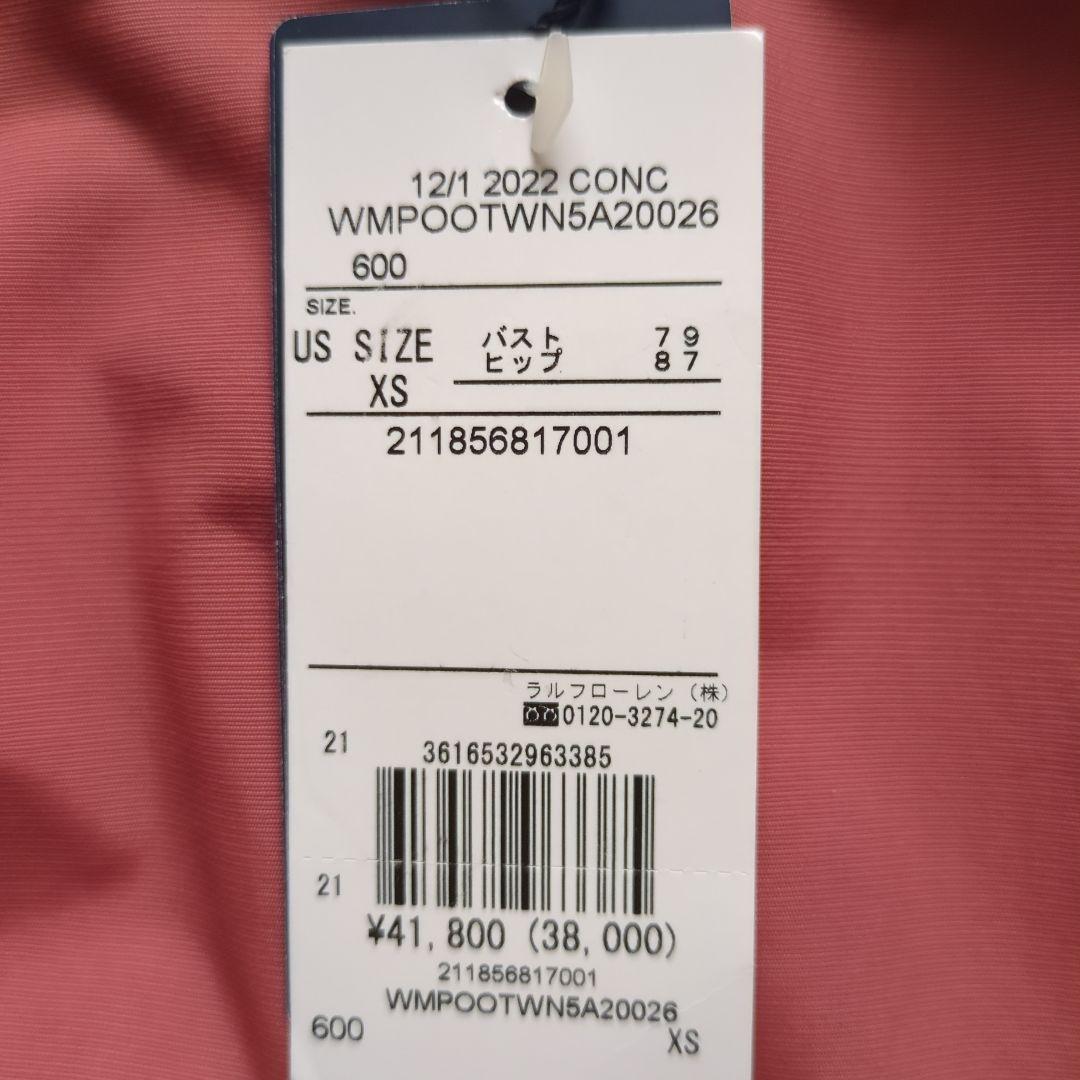 12/1 2022 CONC
WMPOOTWN5A20026
600
SIZE.
US SIZE
XS
バスト 79
ヒップ 87
211856817001
ラルフローレン(株)
0120-3274-20
21
3616532963385
21
¥41,800 (38,000)
211856817001
WMPOOTWN5A20026
600
XS